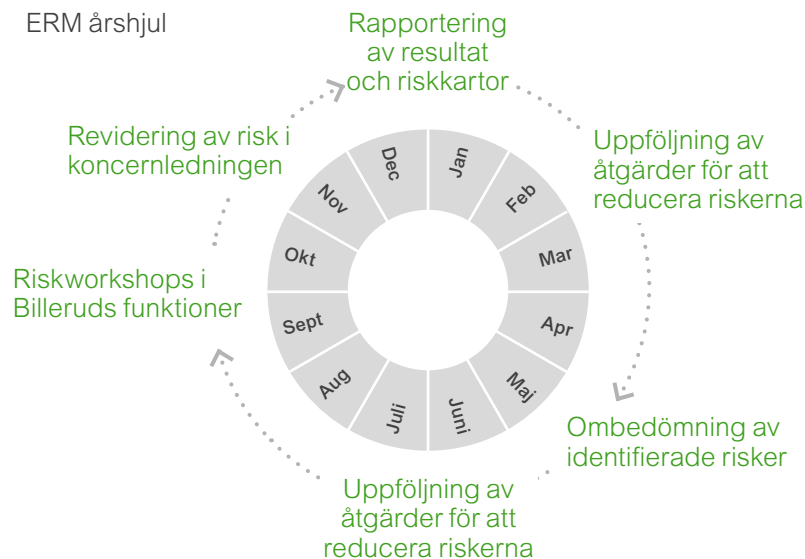 ERM årshjul
Rapportering
av resultat
och riskkartor
Uppföljning av
åtgärder för att
reducera riskerna
Ombedömning av
identifierade risker
Uppföljning av
åtgärder för att
reducera riskerna
Riskworkshops i
Billeruds funktioner
Revidering av risk i
koncernledningen
Jan
Feb
Mar
Apr
Maj
Juni
Juli
Aug
Sept
Okt
Nov
Dec